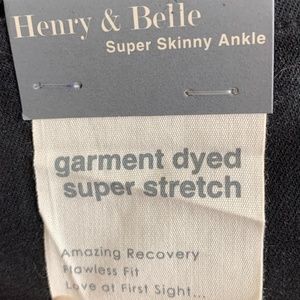 Henry & Belle
Super Skinny Ankle
garment dyed
super stretch
Amazing Recovery
Flawless Fit
Love at First Sight...